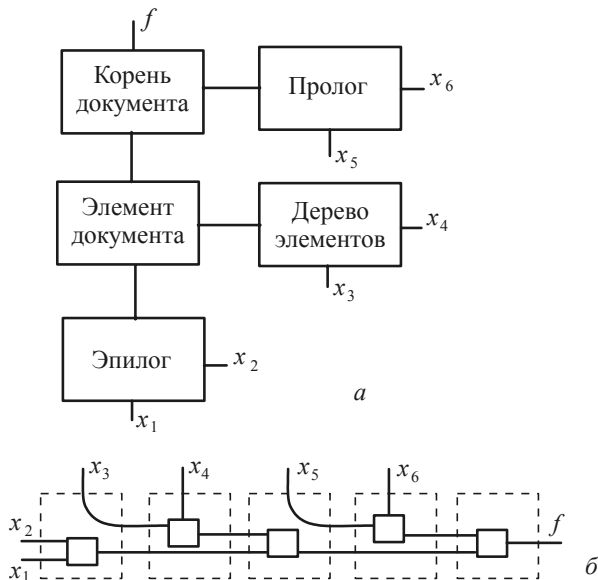 f
Корень
документа
Пролог
x6
x5
Элемент
документа
Дерево
элементов
x4
x3
Эпилог
x2
x1
а
x3 x4 x5 x6
x2
f
x1
б